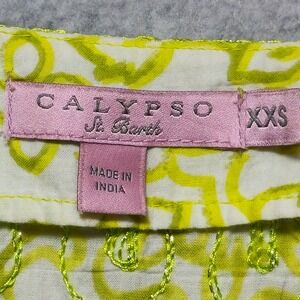 CALYPSO
St. Barth
XXS
MADE IN
INDIA